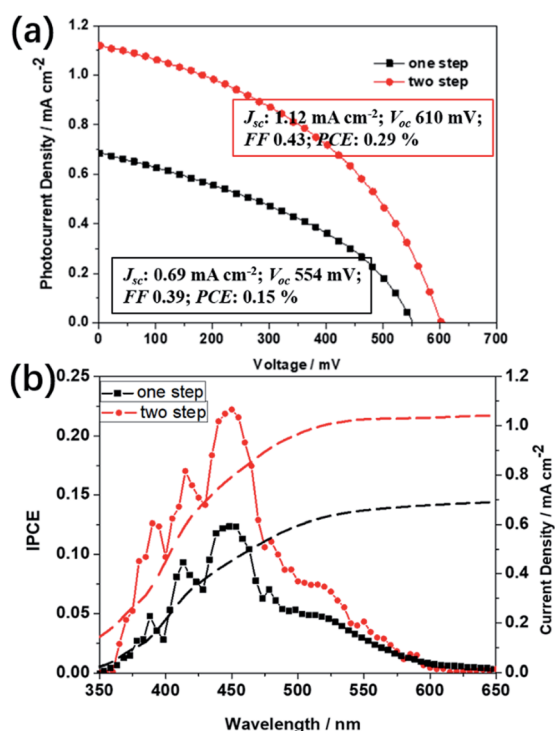 (a)
1.2
1.0
0.8
0.6
0.4
0.2
0.0
Photocurrent Density / mA cm-2
one step
two step
Jsc: 1.12 mA cm-2; Voc 610 mV;
FF 0.43; PCE: 0.29 %
Jsc: 0.69 mA cm-2; Voc 554 mV;
FF 0.39; PCE: 0.15 %
0 100 200 300 400 500 600 700
Voltage / mV
(b)
0.25
0.20
0.15
0.10
0.05
0.00
IPCE
one step
two step
1.2
1.0
0.8
0.6
0.4
0.2
0.0
Current Density / mA cm-2
350 400 450 500 550 600 650
Wavelength / nm